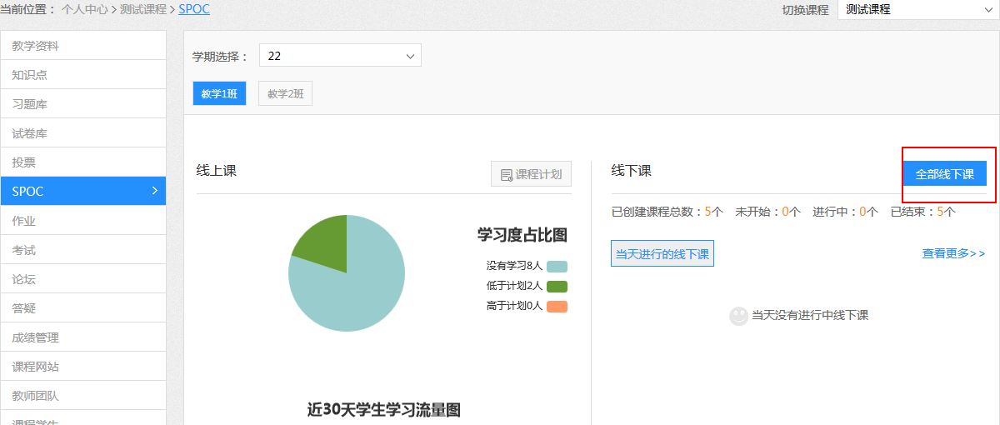 当前位置： 个人中心 > 测试课程 > SPOC
切换课程 测试课程
教学资料
知识点
习题库
试卷库
投票
SPOC
作业
考试
论坛
答疑
成绩管理
课程网站
教师团队
课程学生
学期选择： 22
教学1班 教学2班
线上课 课程计划
学习度占比图
没有学习8人
低于计划2人
高于计划0人
近30天学生学习流量图
线下课 全部线下课
已创建课程总数：5个 未开始：0个 进行中：0个 已结束：5个
当天进行的线下课 查看更多>>
当天没有进行中线下课